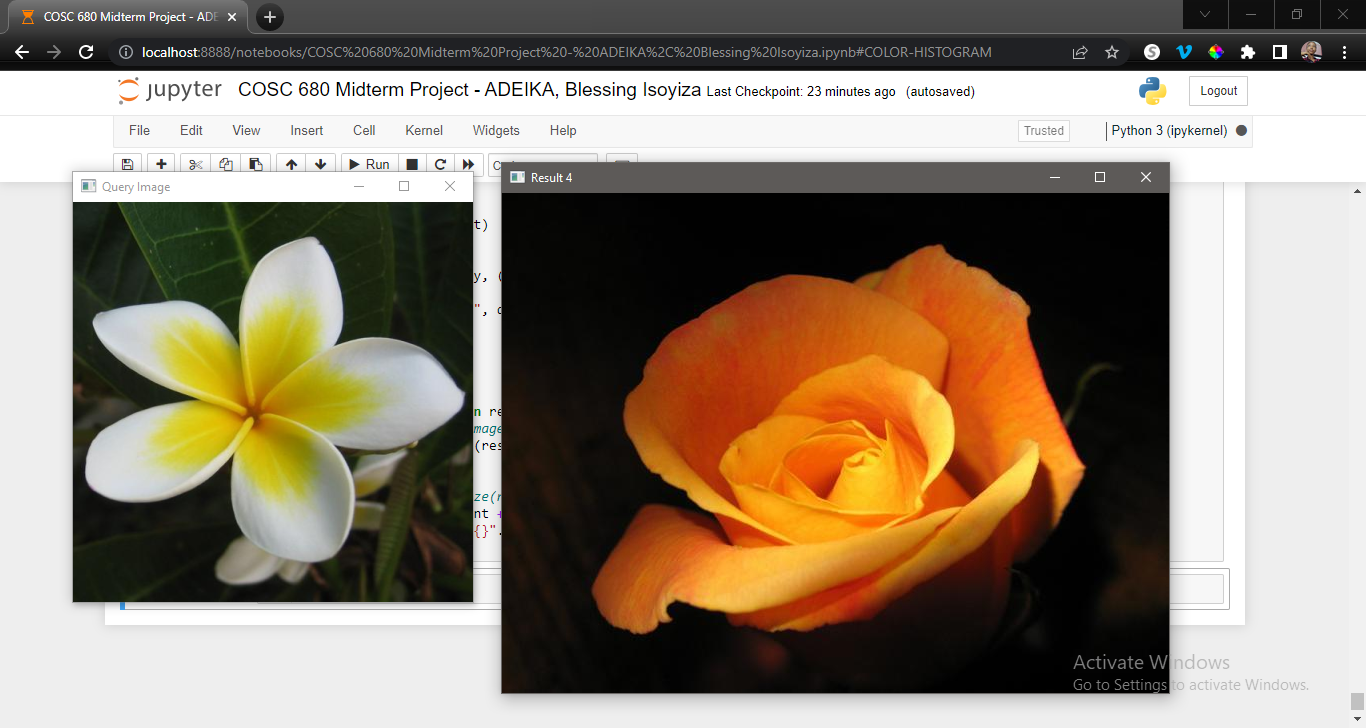 COSC 680 Midterm Project - ADE
localhost:8888/notebooks/COSC%20680%20Midterm%20Project%20-%20ADEIKA%2C%20Blessing%20Isoyiza.ipynb#COLOR-HISTOGRAM
jupyter COSC 680 Midterm Project - ADEIKA, Blessing Isoyiza Last Checkpoint: 23 minutes ago (autosaved)
Logout
File Edit View Insert Cell Kernel Widgets Help
Trusted Python 3 (ipykernel)
Run
Query Image
Result 4
t)
y, (
", 
n re
mage
(res
ze(
nt +
{}".
Activate Windows
Go to Settings to activate Windows.